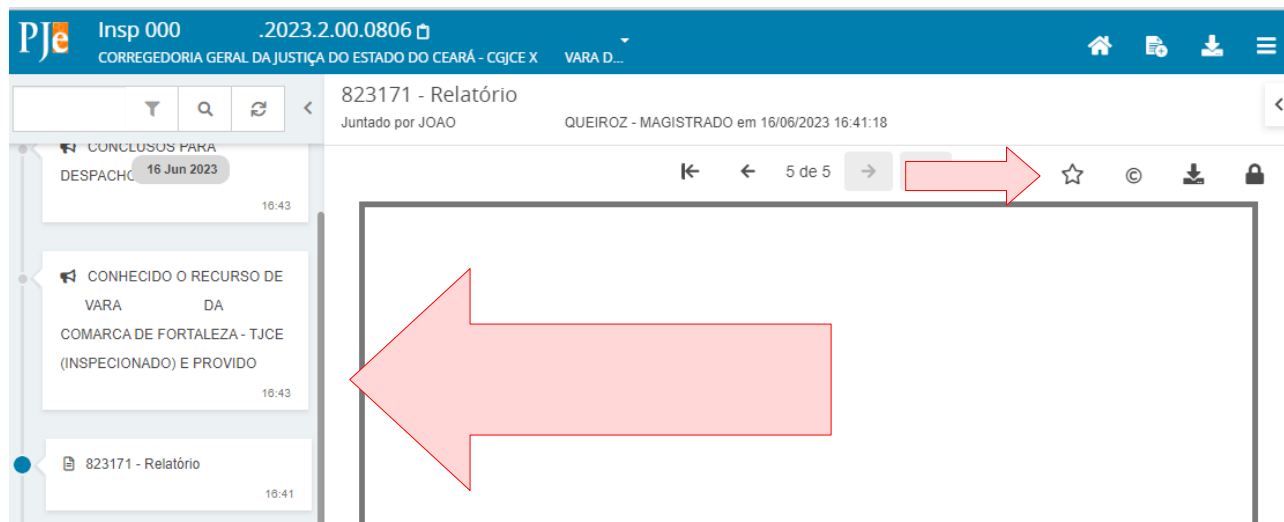 PJe
Insp 000 .2023.2.00.0806
CORREGEDORIA GERAL DA JUSTIÇA DO ESTADO DO CEARÁ - CGJCE X VARA D...
823171 - Relatório
Juntado por JOAO QUEIROZ - MAGISTRADO em 16/06/2023 16:41:18
5 de 5
©
CONCLUSOS PARA
DESPACHO
16 Jun 2023
16:43
CONHECIDO O RECURSO DE
VARA DA
COMARCA DE FORTALEZA - TJCE
(INSPECIONADO) E PROVIDO
16:43
823171 - Relatório
16:41